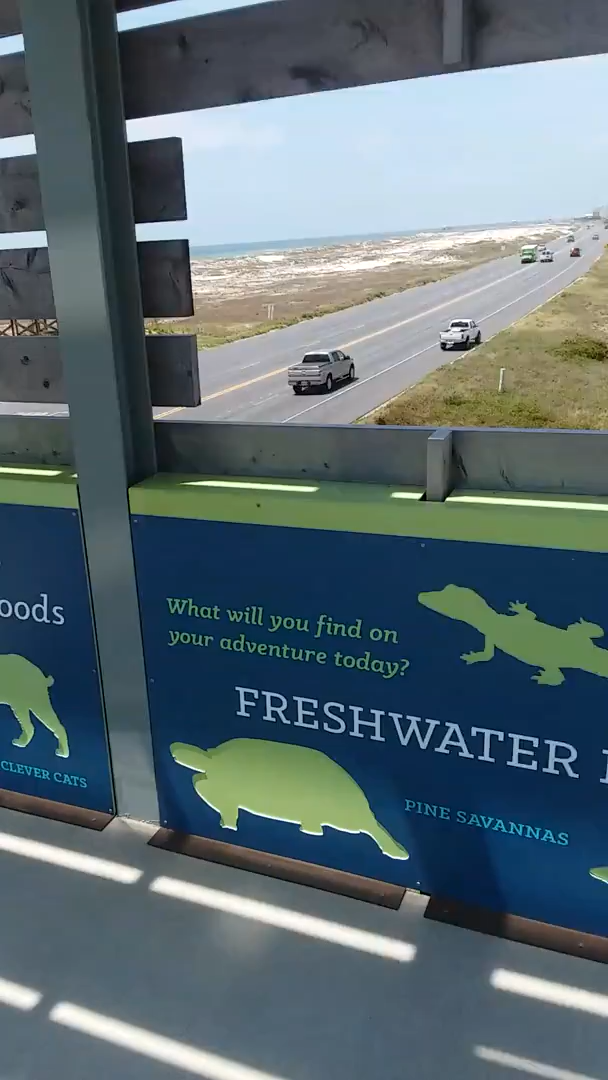 oods
CLEVER CATS
What will you find on
your adventure today?
FRESHWATER
PINE SAVANNAS